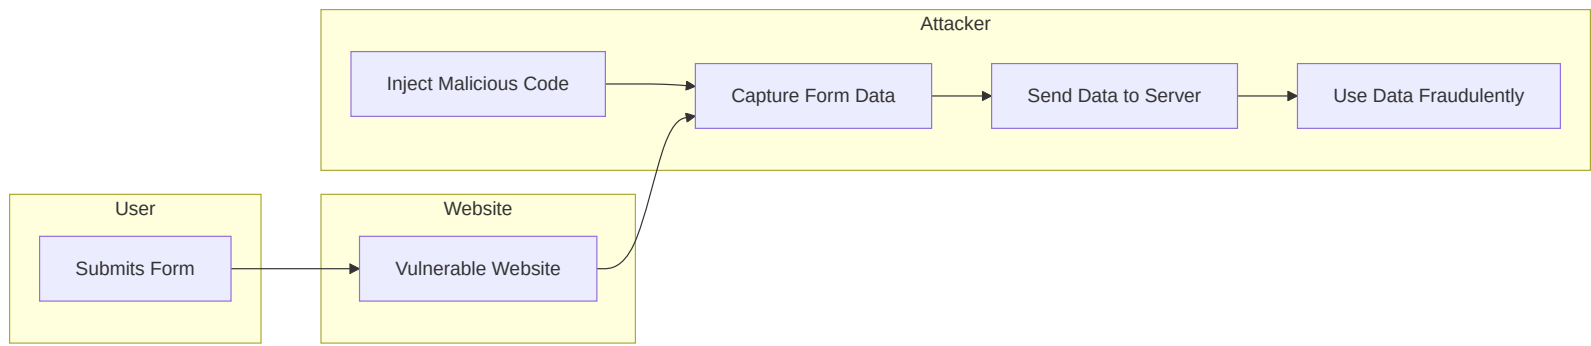 Attacker
Inject Malicious Code
Capture Form Data
Send Data to Server
Use Data Fraudulently
User
Submits Form
Website
Vulnerable Website